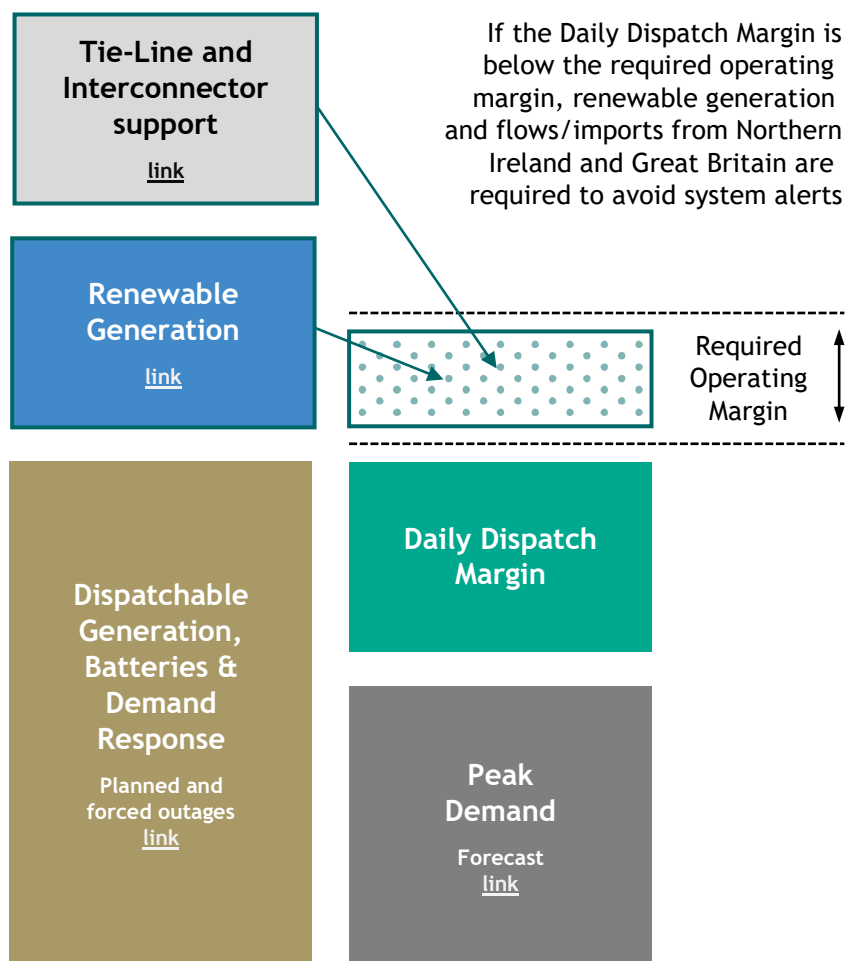 Tie-Line and
Interconnector
support
link
If the Daily Dispatch Margin is
below the required operating
margin, renewable generation
and flows/imports from Northern
Ireland and Great Britain are
required to avoid system alerts
Renewable
Generation
link
Required
Operating
Margin
Daily Dispatch
Margin
Dispatchable
Generation,
Batteries &
Demand
Response
Planned and
forced outages
link
Peak
Demand
Forecast
link